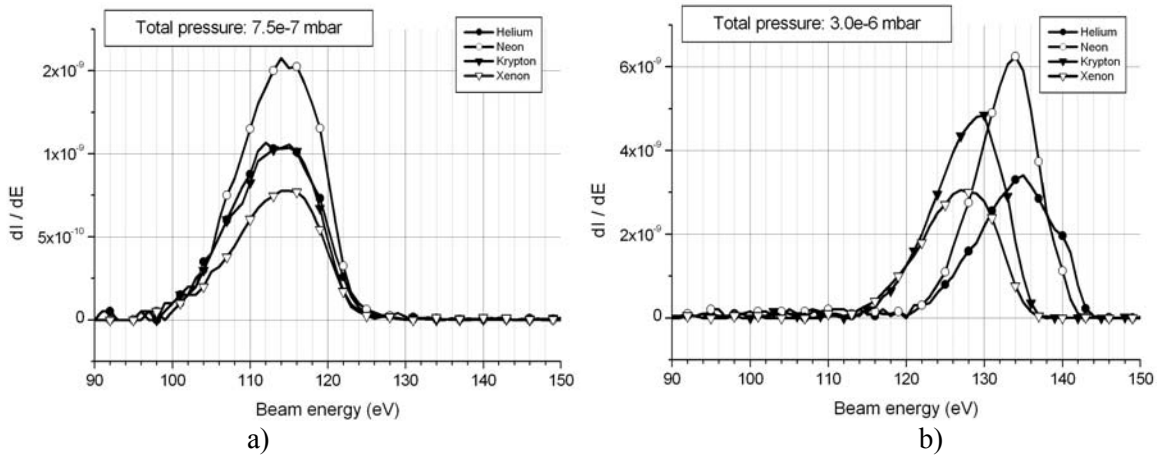 Total pressure: 7.5e-7 mbar
Helium
Neon
Krypton
Xenon
2x10⁻⁹
1x10⁻⁹
5x10⁻¹⁰
0
dI / dE
90 100 110 120 130 140 150
Beam energy (eV)
a)
Total pressure: 3.0e-6 mbar
Helium
Neon
Krypton
Xenon
6x10⁻⁹
4x10⁻⁹
2x10⁻⁹
0
dI / dE
90 100 110 120 130 140 150
Beam energy (eV)
b)